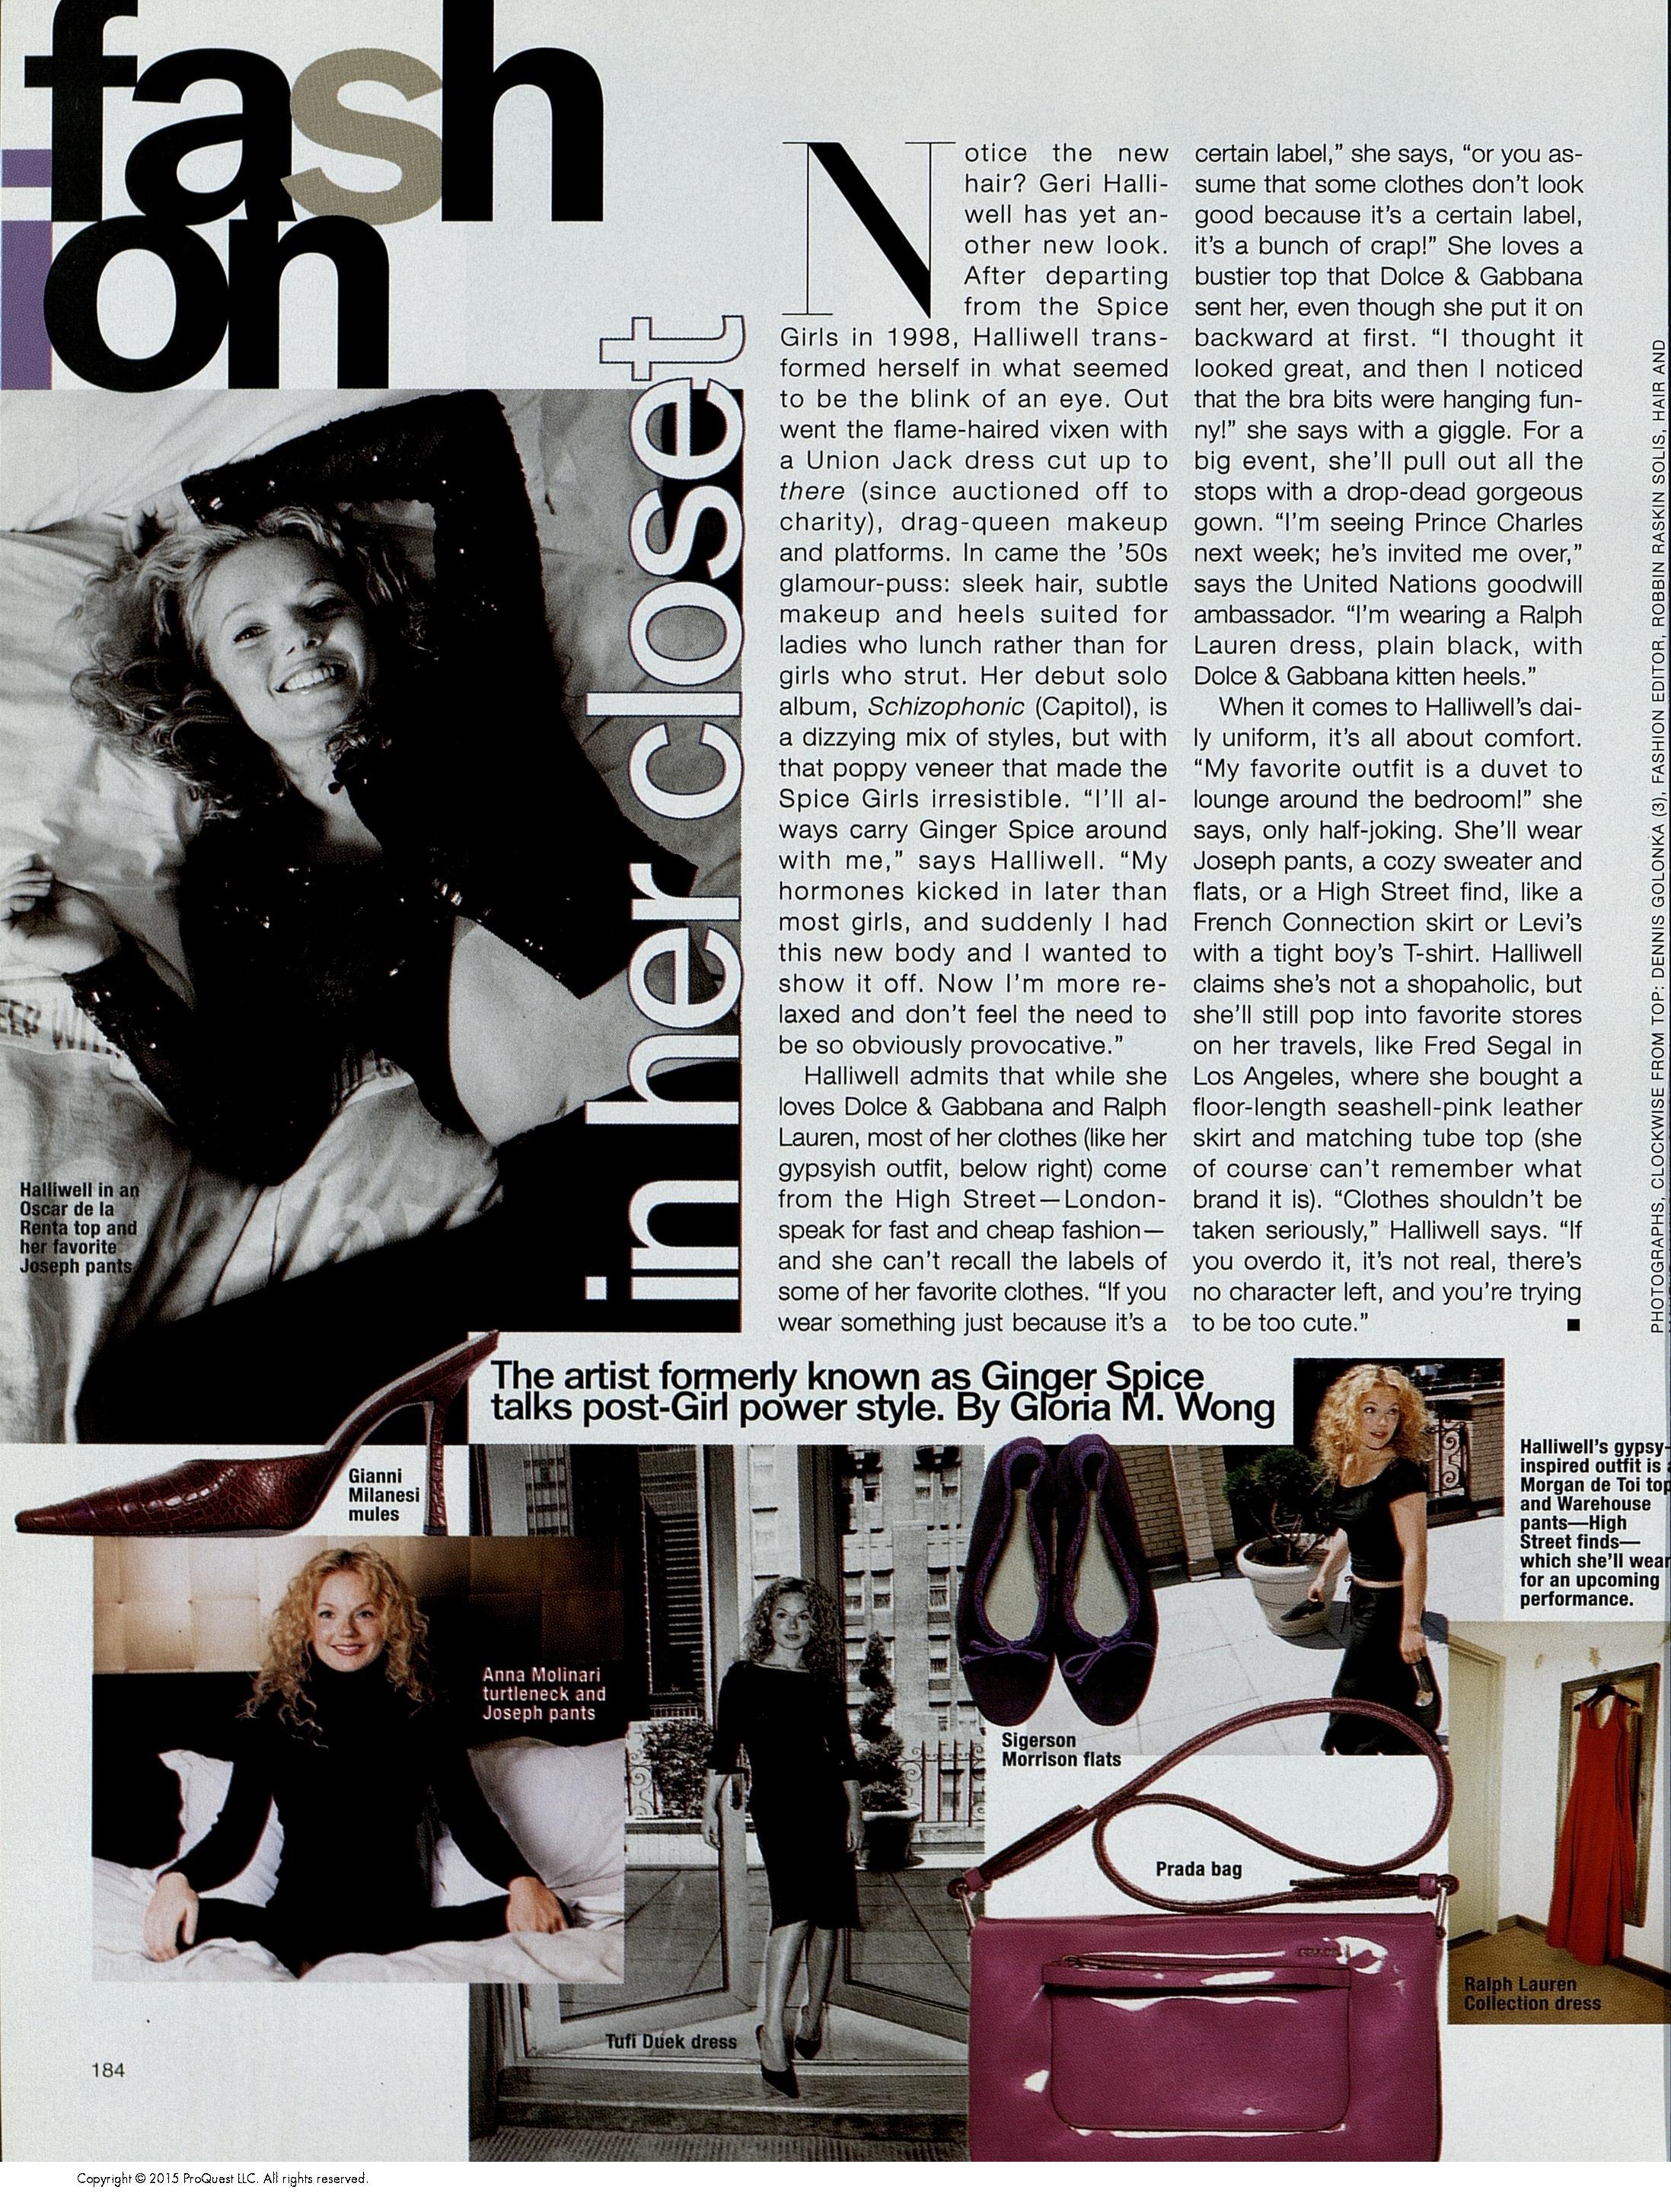 fash
ion
in her closet
Notice the new
hair? Geri Halli-
well has yet an-
other new look.
After departing
from the Spice
Girls in 1998, Halliwell trans-
formed herself in what seemed
to be the blink of an eye. Out
went the flame-haired vixen with
a Union Jack dress cut up to
there (since auctioned off to
charity), drag-queen makeup
and platforms. In came the '50s
glamour-puss: sleek hair, subtle
makeup and heels suited for
ladies who lunch rather than for
girls who strut. Her debut solo
album, Schizophonic (Capitol), is
a dizzying mix of styles, but with
that poppy veneer that made the
Spice Girls irresistible. “I'll al-
ways carry Ginger Spice around
with me,” says Halliwell. “My
hormones kicked in later than
most girls, and suddenly I had
this new body and I wanted to
show it off. Now I'm more re-
laxed and don't feel the need to
be so obviously provocative.”
Halliwell admits that while she
loves Dolce & Gabbana and Ralph
Lauren, most of her clothes (like her
gypsyish outfit, below right) come
from the High Street—London-
speak for fast and cheap fashion—
and she can't recall the labels of
some of her favorite clothes. “If you
wear something just because it's a
certain label,” she says, “or you as-
sume that some clothes don't look
good because it's a certain label,
it's a bunch of crap!” She loves a
bustier top that Dolce & Gabbana
sent her, even though she put it on
backward at first. “I thought it
looked great, and then I noticed
that the bra bits were hanging fun-
ny!” she says with a giggle. For a
big event, she'll pull out all the
stops with a drop-dead gorgeous
gown. “I'm seeing Prince Charles
next week; he's invited me over,”
says the United Nations goodwill
ambassador. “I'm wearing a Ralph
Lauren dress, plain black, with
Dolce & Gabbana kitten heels.”
When it comes to Halliwell's dai-
ly uniform, it's all about comfort.
“My favorite outfit is a duvet to
lounge around the bedroom!” she
says, only half-joking. She'll wear
Joseph pants, a cozy sweater and
flats, or a High Street find, like a
French Connection skirt or Levi's
with a tight boy's T-shirt. Halliwell
claims she's not a shopaholic, but
she'll still pop into favorite stores
on her travels, like Fred Segal in
Los Angeles, where she bought a
floor-length seashell-pink leather
skirt and matching tube top (she
of course can't remember what
brand it is). “Clothes shouldn't be
taken seriously,” Halliwell says. “If
you overdo it, it's not real, there's
no character left, and you're trying
to be too cute.” ■
PHOTOGRAPHS, CLOCKWISE FROM TOP: DENNIS GOLONKA (3), FASHION EDITOR, ROBBIN RASKIN SOLIS, HAIR AND
Halliwell in an
Oscar de la
Renta top and
her favorite
Joseph pants
The artist formerly known as Ginger Spice
talks post-Girl power style. By Gloria M. Wong
Gianni
Milanesi
mules
Halliwell's gypsy-
inspired outfit is
Morgan de Toi top
and Warehouse
pants—High
Street finds—
which she'll wear
for an upcoming
performance.
Anna Molinari
turtleneck and
Joseph pants
Sigerson
Morrison flats
Prada bag
PRADA
Ralph Lauren
Collection dress
Tufi Duek dress
184
Copyright © 2015 ProQuest LLC. All rights reserved.